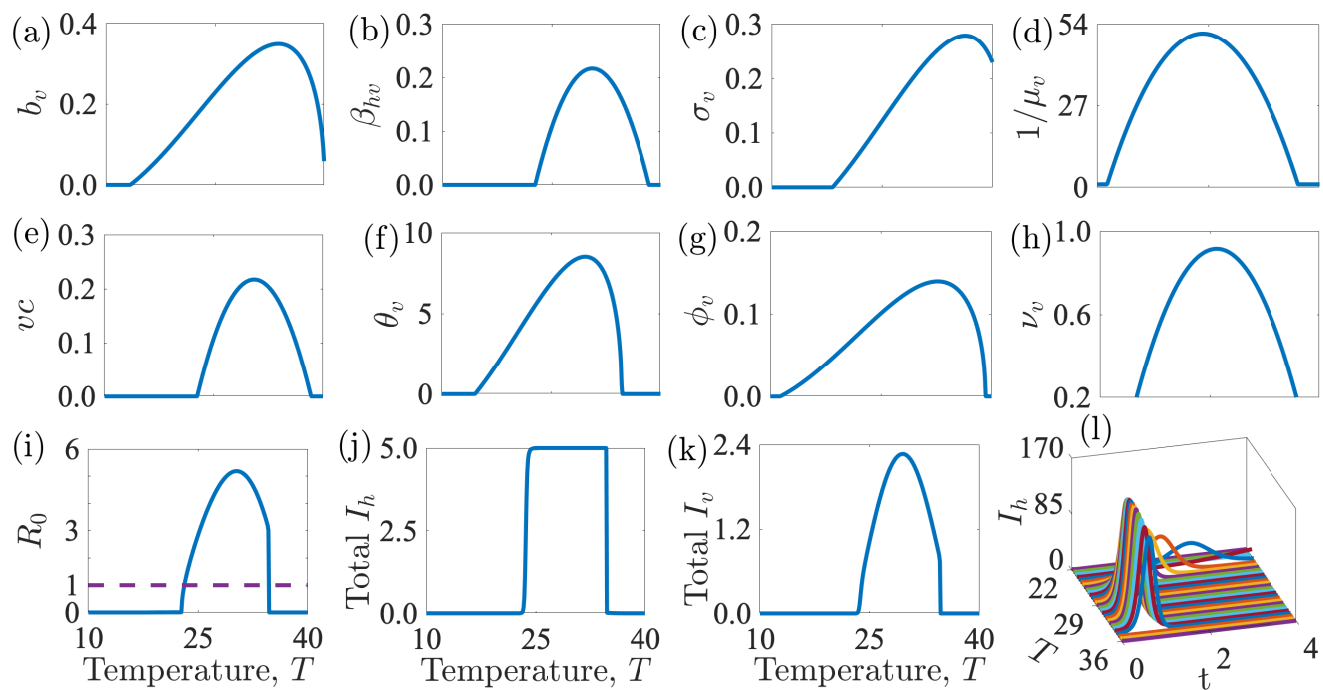 (a) 0.4 0.2 0.0 b_v
(b) 0.3 0.2 0.1 0.0 β_hv
(c) 0.3 0.2 0.1 0.0 σ_v
(d) 54 27 0 1/μ_v
(e) 0.3 0.2 0.1 0.0 vc
(f) 10 5 0 θ_v
(g) 0.2 0.1 0.0 ϕ_v
(h) 1.0 0.6 0.2 ν_v
(i) 6 3 1 0 R_0
10 25 40
Temperature, T
(j) 5.0 2.5 0.0 Total I_h
10 25 40
Temperature, T
(k) 2.4 1.2 0.0 Total I_v
10 25 40
Temperature, T
(l) 170 85 0 I_h
22 29 36 T
0 2 4
t